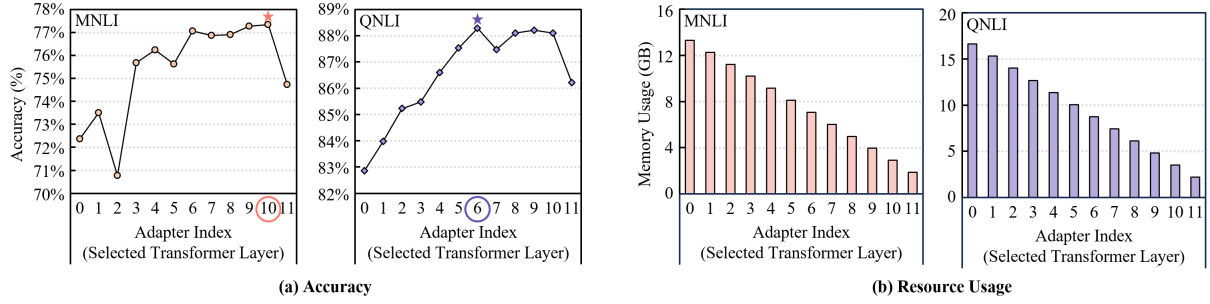 MNLI
Accuracy (%)
78%
77%
76%
75%
74%
73%
72%
71%
70%
0 1 2 3 4 5 6 7 8 9 10 11
Adapter Index
(Selected Transformer Layer)
QNLI
89%
88%
87%
86%
85%
84%
83%
82%
0 1 2 3 4 5 6 7 8 9 10 11
Adapter Index
(Selected Transformer Layer)
(a) Accuracy
MNLI
Memory Usage (GB)
16
12
8
4
0
0 1 2 3 4 5 6 7 8 9 10 11
Adapter Index
(Selected Transformer Layer)
QNLI
20
15
10
5
0
0 1 2 3 4 5 6 7 8 9 10 11
Adapter Index
(Selected Transformer Layer)
(b) Resource Usage